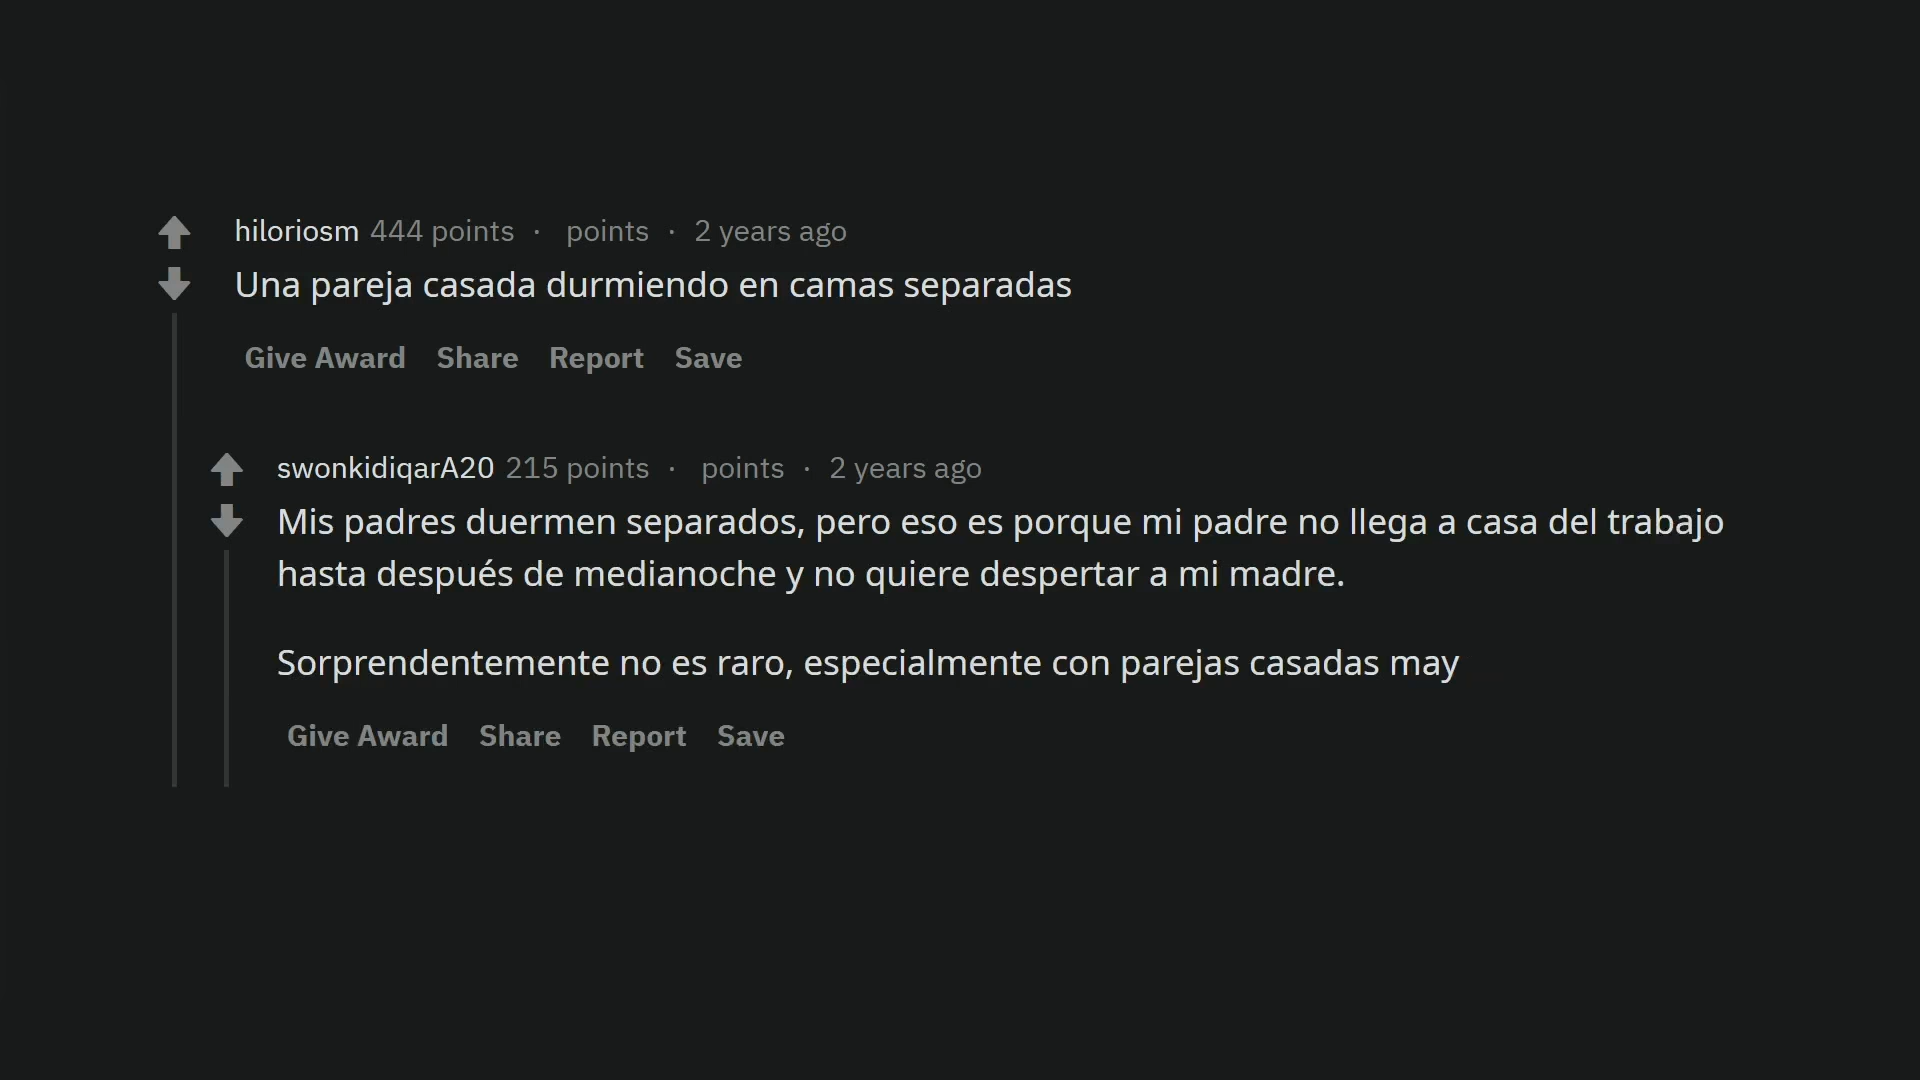 hiloriosm 444 points · points · 2 years ago
Una pareja casada durmiendo en camas separadas
Give Award Share Report Save
swonkidiqarA20 215 points · points · 2 years ago
Mis padres duermen separados, pero eso es porque mi padre no llega a casa del trabajo
hasta después de medianoche y no quiere despertar a mi madre.
Sorprendentemente no es raro, especialmente con parejas casadas may
Give Award Share Report Save